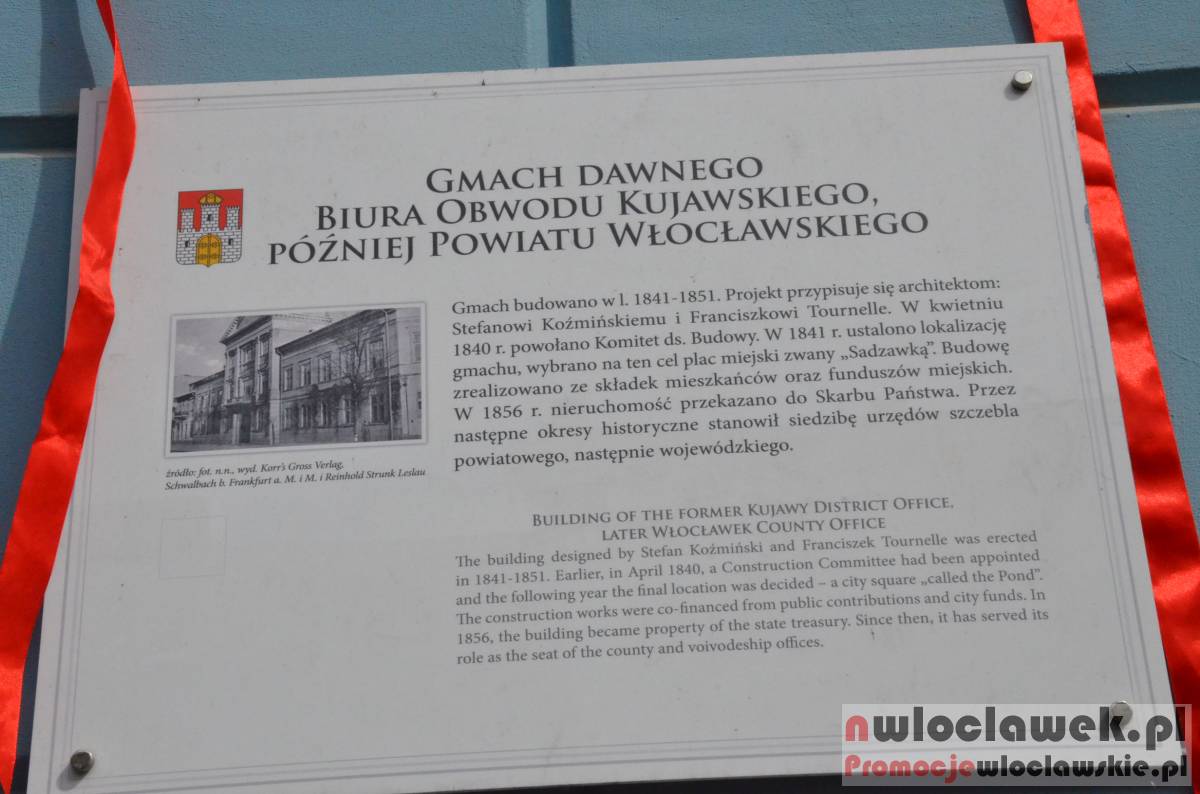 GMACH DAWNEGO
BIURA OBWODU KUJAWSKIEGO,
PÓŹNIEJ POWIATU WŁOCŁAWSKIEGO
Gmach budowano w l. 1841-1851. Projekt przypisuje się architektom:
Stefanowi Koźmińskiemu i Franciszkowi Tournelle. W kwietniu
1840 r. powołano Komitet ds. Budowy. W 1841 r. ustalono lokalizację
gmachu, wybrano na ten cel plac miejski zwany „Sadzawką”. Budowę
zrealizowano ze składek mieszkańców oraz funduszów miejskich.
W 1856 r. nieruchomość przekazano do Skarbu Państwa. Przez
następne okresy historyczne stanowił siedzibę urzędów szczebla
powiatowego, następnie wojewódzkiego.
źródło: fot. n.n., wyd. Korr's Gross Verlag.
Schwalbach b. Frankfurt a. M. i M. i Reinhold Strunk Leslau
BUILDING OF THE FORMER KUJAWY DISTRICT OFFICE,
LATER WŁOCŁAWEK COUNTY OFFICE
The building designed by Stefan Koźmiński and Franciszek Tournelle was erected
in 1841-1851. Earlier, in April 1840, a Construction Committee had been appointed
and the following year the final location was decided – a city square „called the Pond”.
The construction works were co-financed from public contributions and city funds. In
1856, the building became property of the state treasury. Since then, it has served its
role as the seat of the county and voivodeship offices.
nwloclawek.pl
Promocjewloclawskie.pl